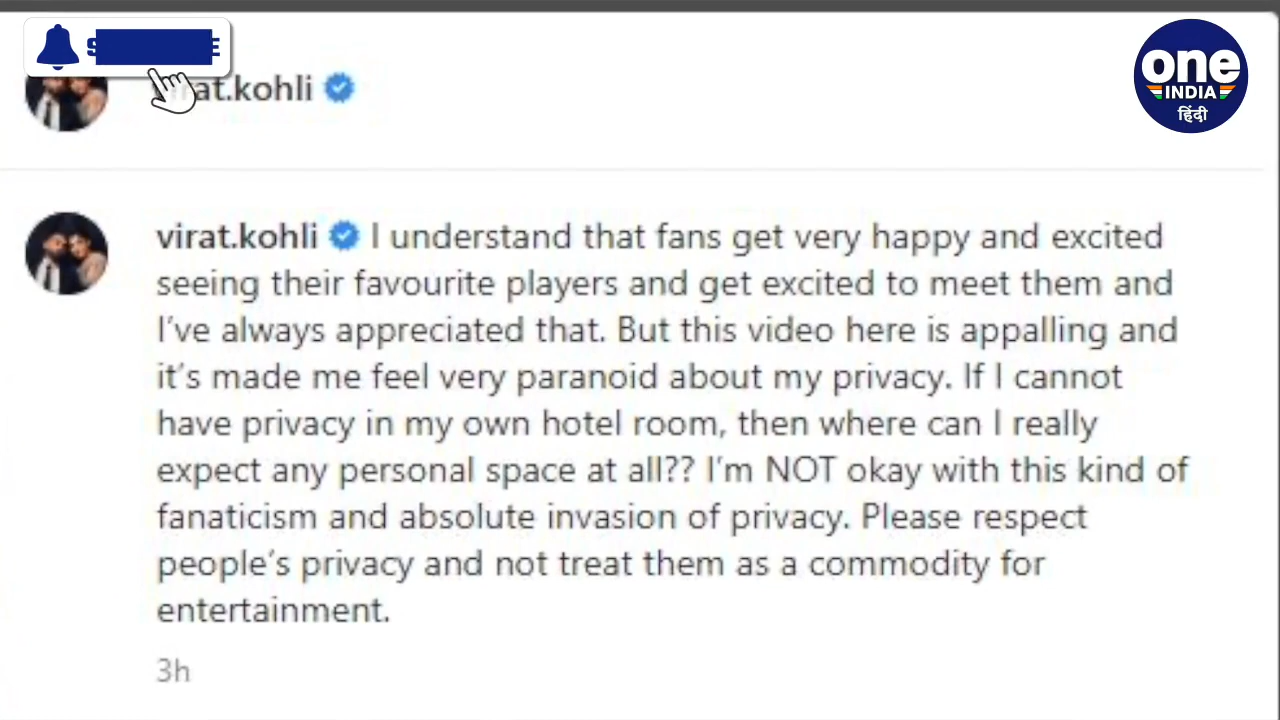 virat.kohli
one
INDIA
हिंदी
virat.kohli I understand that fans get very happy and excited
seeing their favourite players and get excited to meet them and
I've always appreciated that. But this video here is appalling and
it's made me feel very paranoid about my privacy. If I cannot
have privacy in my own hotel room, then where can I really
expect any personal space at all?? I'm NOT okay with this kind of
fanaticism and absolute invasion of privacy. Please respect
people's privacy and not treat them as a commodity for
entertainment.
3h